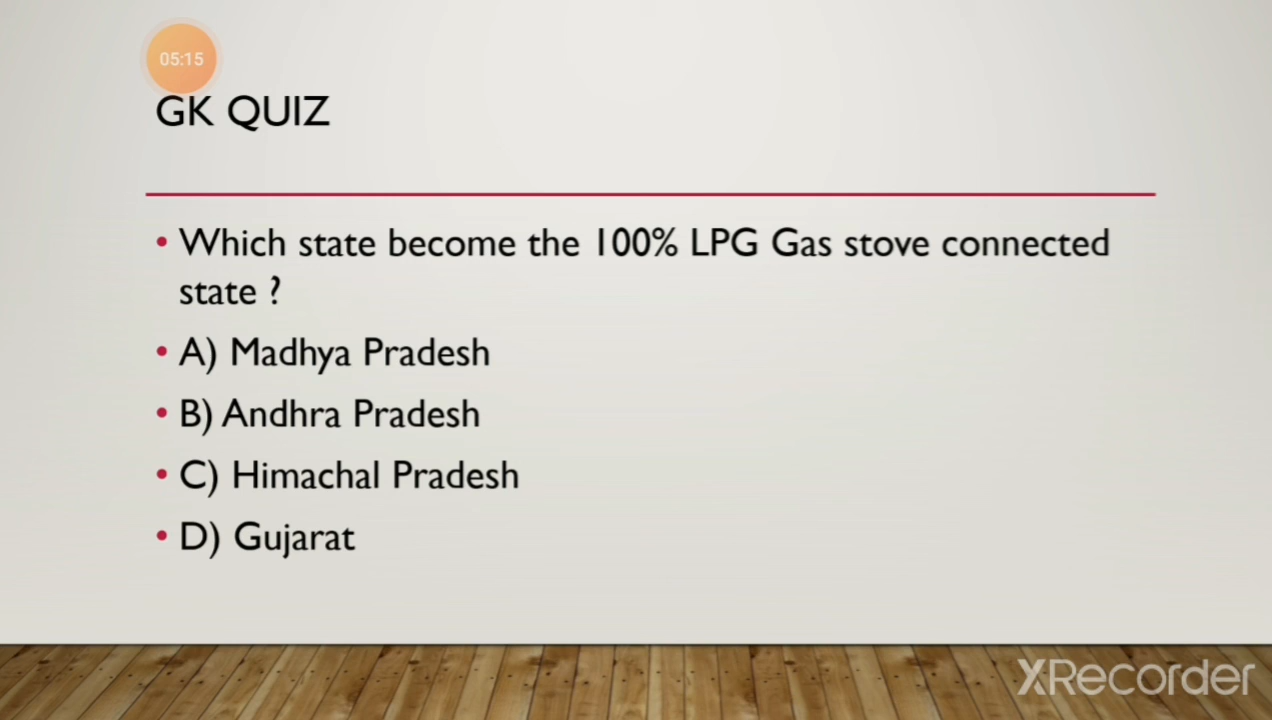 05:15
GK QUIZ
• Which state become the 100% LPG Gas stove connected
state ?
• A) Madhya Pradesh
• B) Andhra Pradesh
• C) Himachal Pradesh
• D) Gujarat
XRecorder